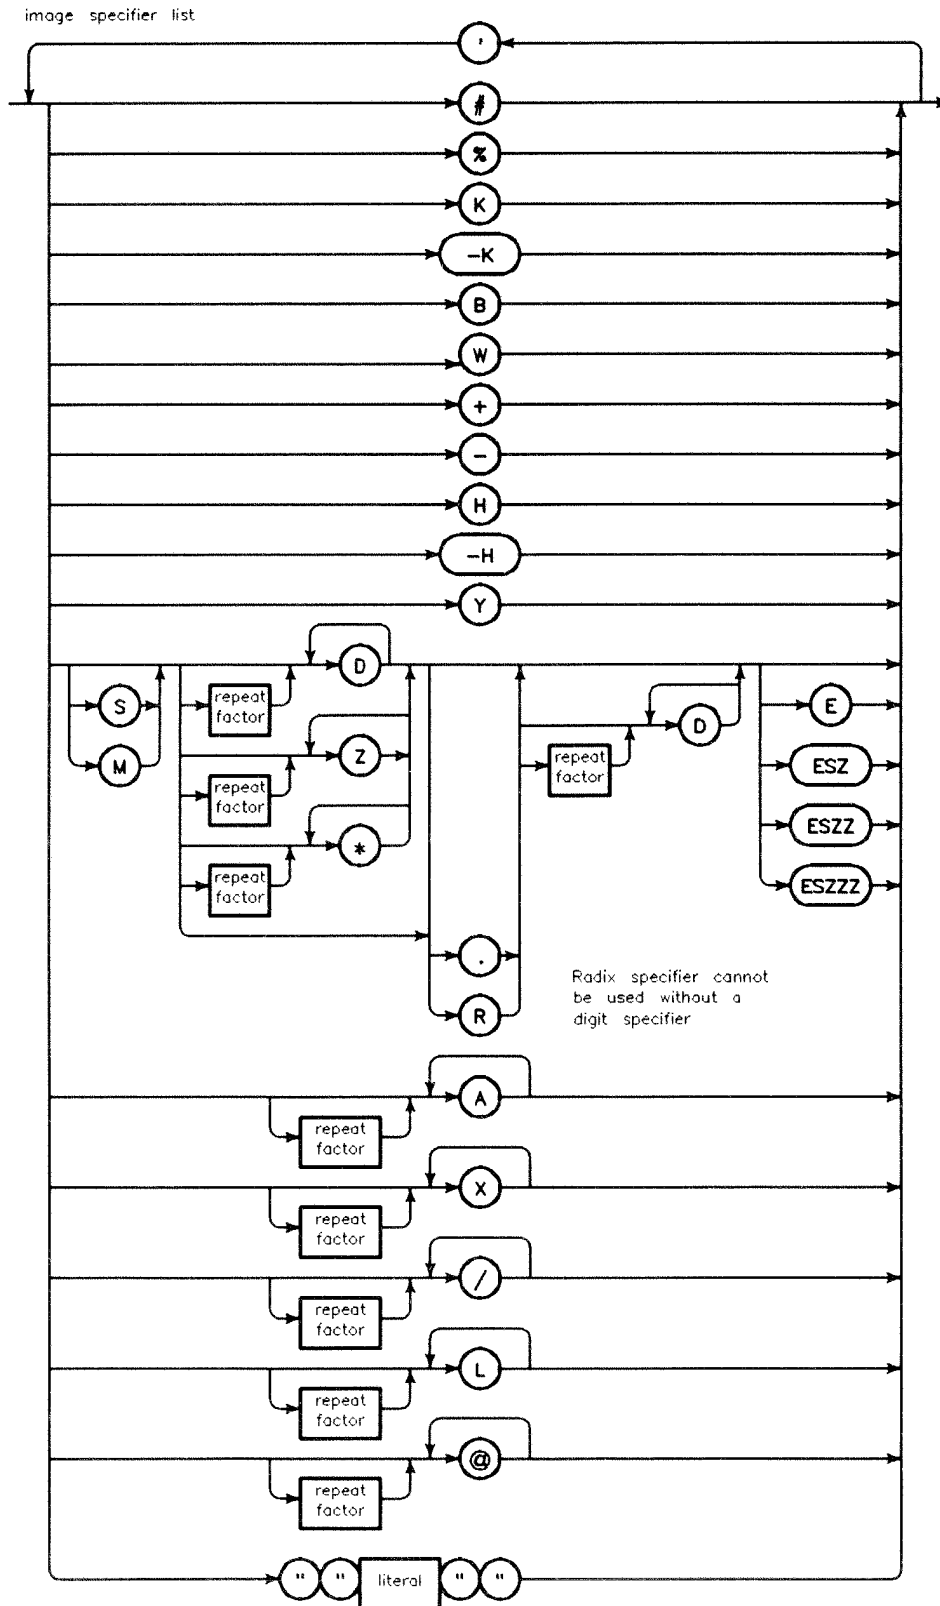 image specifier list
,
#
%
K
-K
B
W
+
-
H
-H
Y
D
S
repeat
factor
E
D
M
Z
repeat
factor
ESZ
repeat
factor
ESZZ
*
repeat
factor
ESZZZ
.
Radix specifier cannot
be used without a
digit specifier
R
A
repeat
factor
X
repeat
factor
/
repeat
factor
L
repeat
factor
@
repeat
factor
" " literal " "